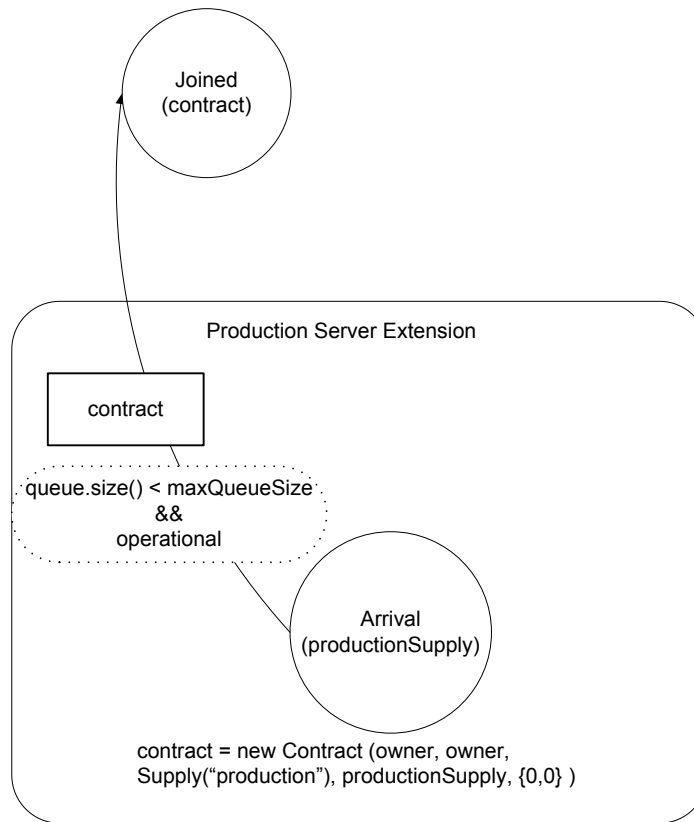 Joined
(contract)
Production Server Extension
contract
queue.size() < maxQueueSize
&&
operational
Arrival
(productionSupply)
contract = new Contract (owner, owner,
Supply(“production”), productionSupply, {0,0} )